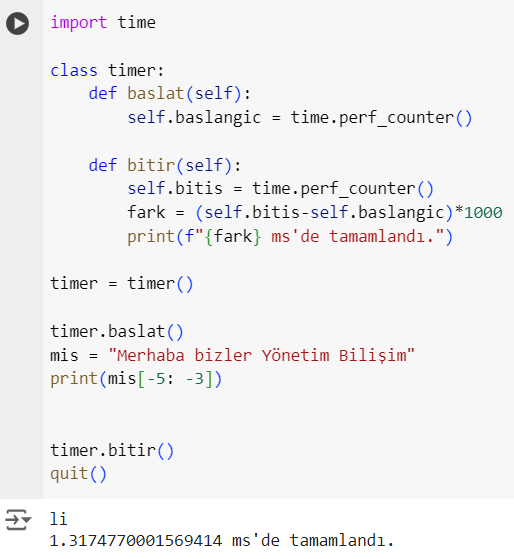 import time
class timer:
def baslat(self):
self.baslangic = time.perf_counter()
def bitir(self):
self.bitis = time.perf_counter()
fark = (self.bitis-self.baslangic)*1000
print(f"{fark} ms'de tamamlandı.")
timer = timer()
timer.baslat()
mis = "Merhaba bizler Yönetim Bilişim"
print(mis[-5: -3])
timer.bitir()
quit()
li
1.3174770001569414 ms'de tamamlandı.